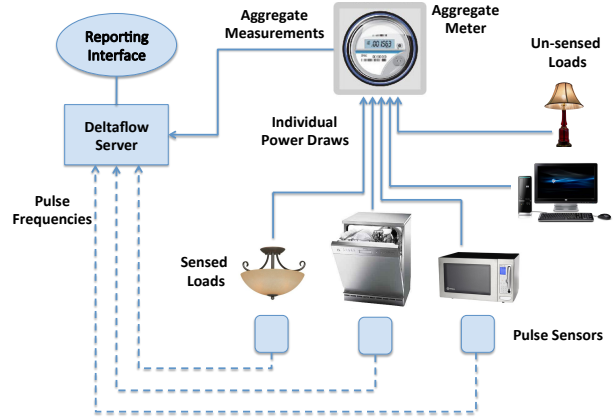 Reporting
Interface
Aggregate
Measurements
Aggregate
Meter
Un-sensed
Loads
Deltaflow
Server
Individual
Power Draws
Pulse
Frequencies
Sensed
Loads
Pulse Sensors